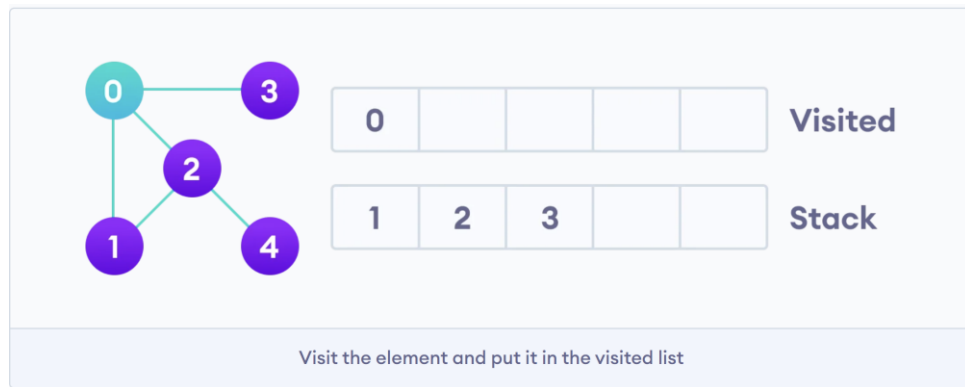 0 3
0 Visited
2
1 2 3 Stack
1 4
Visit the element and put it in the visited list